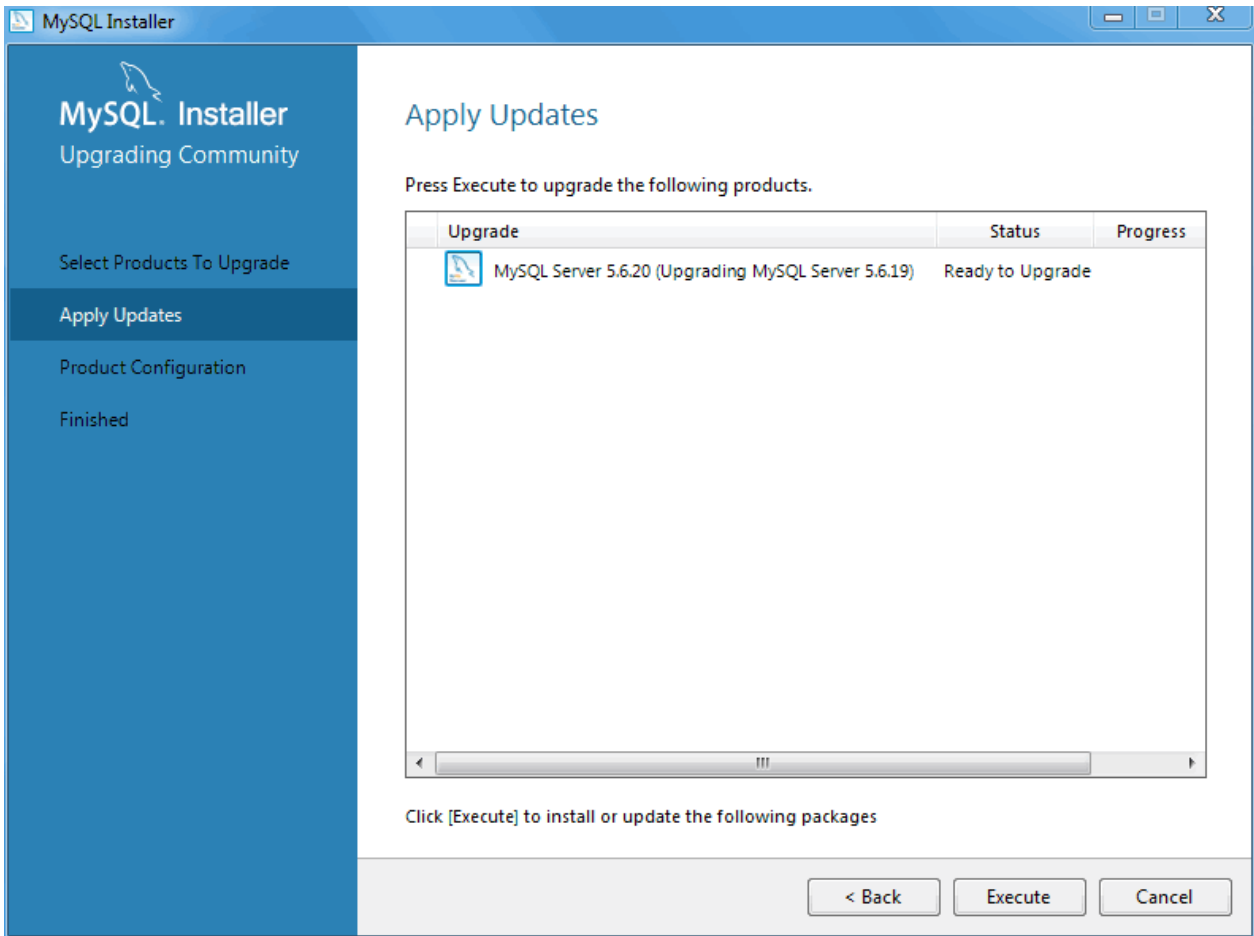 MySQL Installer
MySQL. Installer
Upgrading Community
Select Products To Upgrade
Apply Updates
Product Configuration
Finished
Apply Updates
Press Execute to upgrade the following products.
Upgrade Status Progress
MySQL Server 5.6.20 (Upgrading MySQL Server 5.6.19) Ready to Upgrade
Click [Execute] to install or update the following packages
< Back Execute Cancel